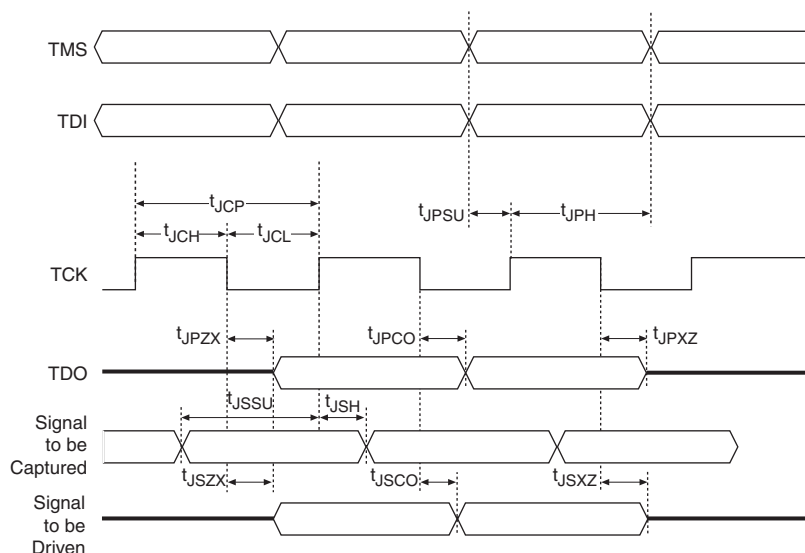 TMS
TDI
tJCP
tJPSU
tJPH
tJCH
tJCL
TCK
tJPZX
tJPCO
tJPXZ
TDO
tJSSU
tJSH
Signal
to be
Captured
tJSZX
tJSCO
tJSXZ
Signal
to be
Driven